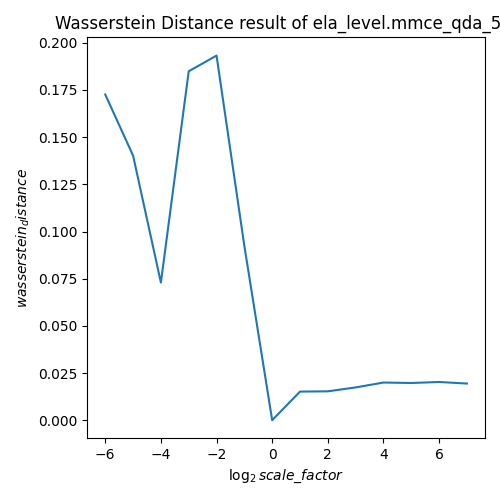 Wasserstein Distance result of ela_level.mmce_qda_5
0.200
0.175
0.150
0.125
0.100
0.075
0.050
0.025
0.000
wasserstein_distance
−6 −4 −2 0 2 4 6
log₂ scale_factor